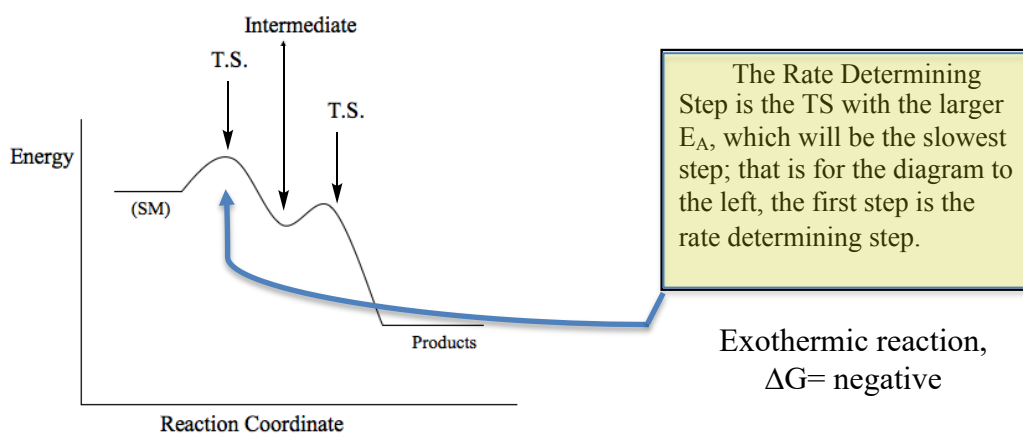 Intermediate
T.S.
T.S.
Energy
(SM)
Products
Reaction Coordinate
The Rate Determining
Step is the TS with the larger
E_A, which will be the slowest
step; that is for the diagram to
the left, the first step is the
rate determining step.
Exothermic reaction,
ΔG= negative